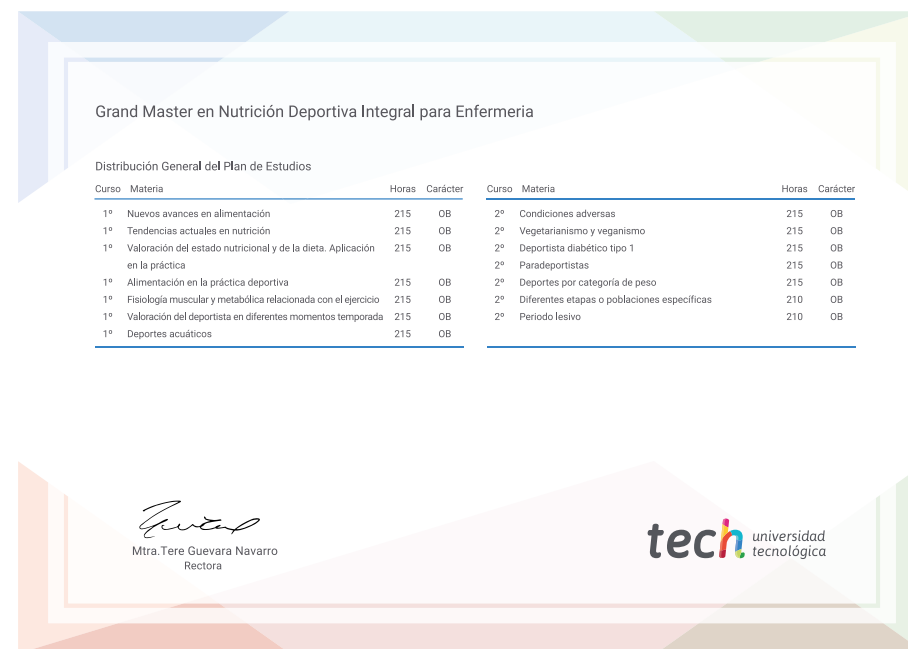 Grand Master en Nutrición Deportiva Integral para Enfermeria
Distribución General del Plan de Estudios
Curso Materia Horas Carácter
1º Nuevos avances en alimentación 215 OB
1º Tendencias actuales en nutrición 215 OB
1º Valoración del estado nutricional y de la dieta. Aplicación 215 OB
en la práctica
1º Alimentación en la práctica deportiva 215 OB
1º Fisiología muscular y metabólica relacionada con el ejercicio 215 OB
1º Valoración del deportista en diferentes momentos temporada 215 OB
1º Deportes acuáticos 215 OB
Curso Materia Horas Carácter
2º Condiciones adversas 215 OB
2º Vegetarianismo y veganismo 215 OB
2º Deportista diabético tipo 1 215 OB
2º Paradeportistas 215 OB
2º Deportes por categoría de peso 215 OB
2º Diferentes etapas o poblaciones específicas 210 OB
2º Periodo lesivo 210 OB
Mtra.Tere Guevara Navarro
Rectora
tech universidad
tecnológica